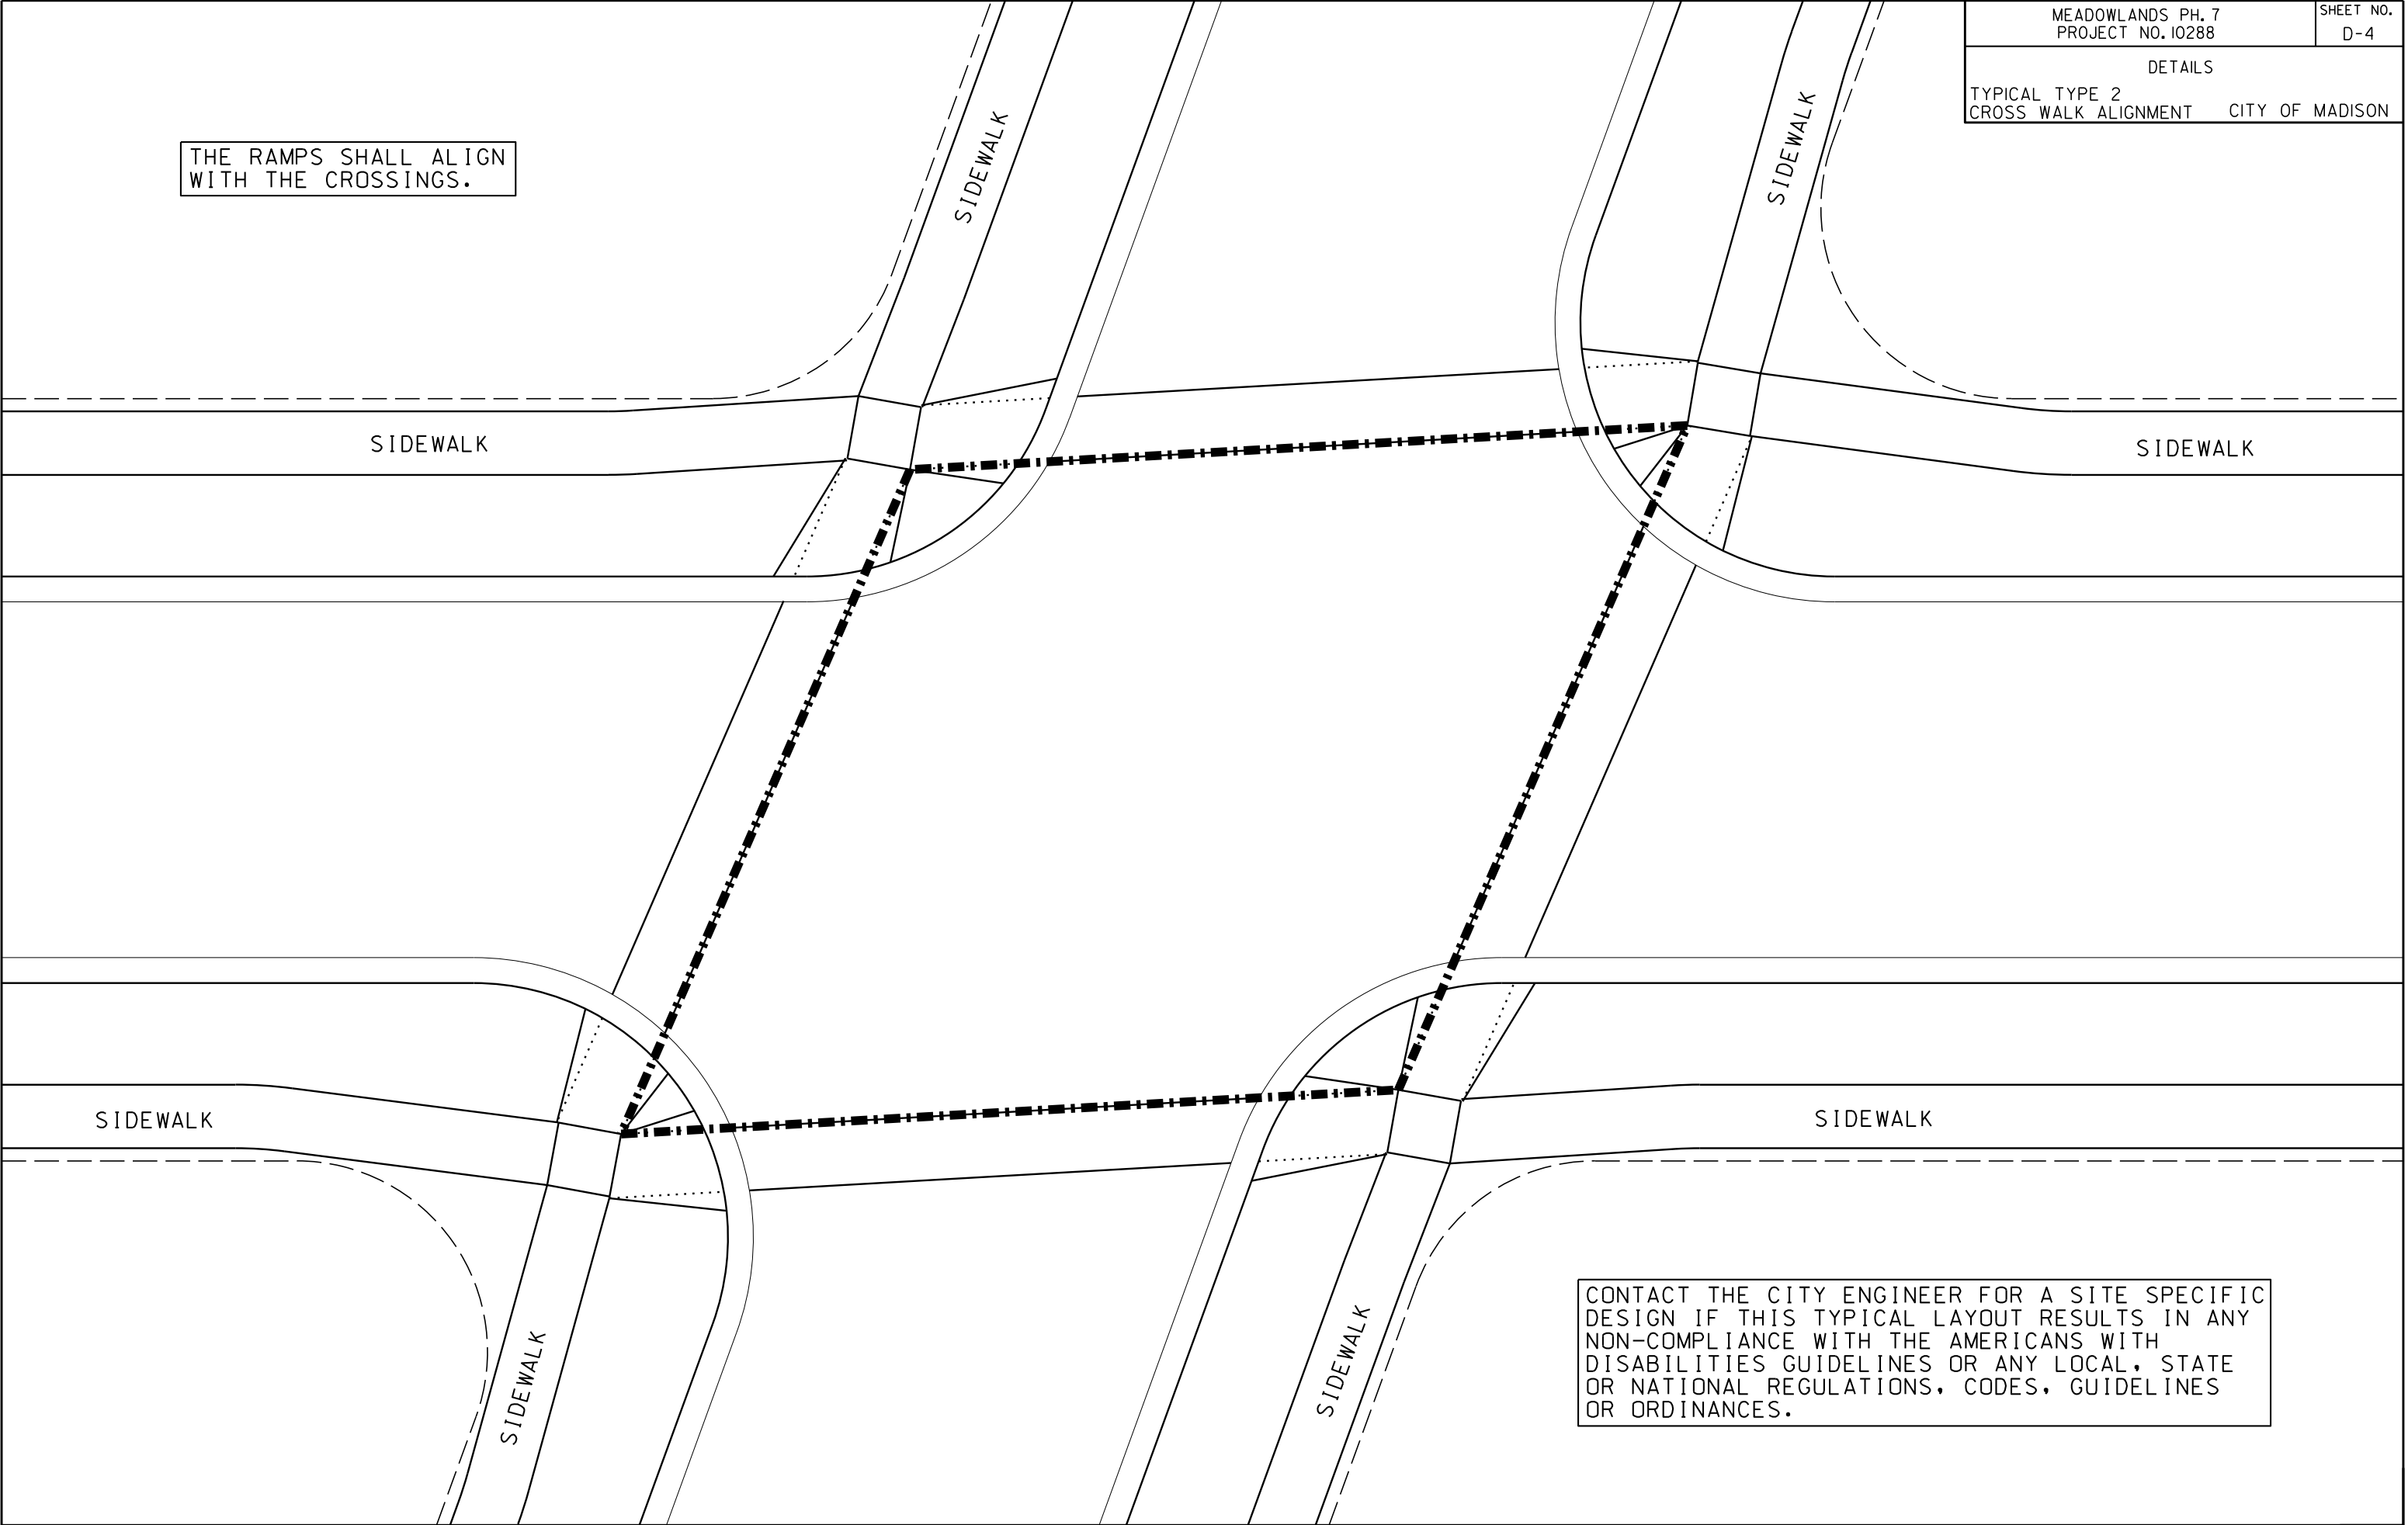 MEADOWLANDS PH. 7
PROJECT NO. 10288
SHEET NO.
D-4
DETAILS
TYPICAL TYPE 2
CROSS WALK ALIGNMENT
CITY OF MADISON
THE RAMPS SHALL ALIGN
WITH THE CROSSINGS.
SIDEWALK
SIDEWALK
SIDEWALK
SIDEWALK
SIDEWALK
SIDEWALK
SIDEWALK
SIDEWALK
CONTACT THE CITY ENGINEER FOR A SITE SPECIFIC
DESIGN IF THIS TYPICAL LAYOUT RESULTS IN ANY
NON-COMPLIANCE WITH THE AMERICANS WITH
DISABILITIES GUIDELINES OR ANY LOCAL, STATE
OR NATIONAL REGULATIONS, CODES, GUIDELINES
OR ORDINANCES.